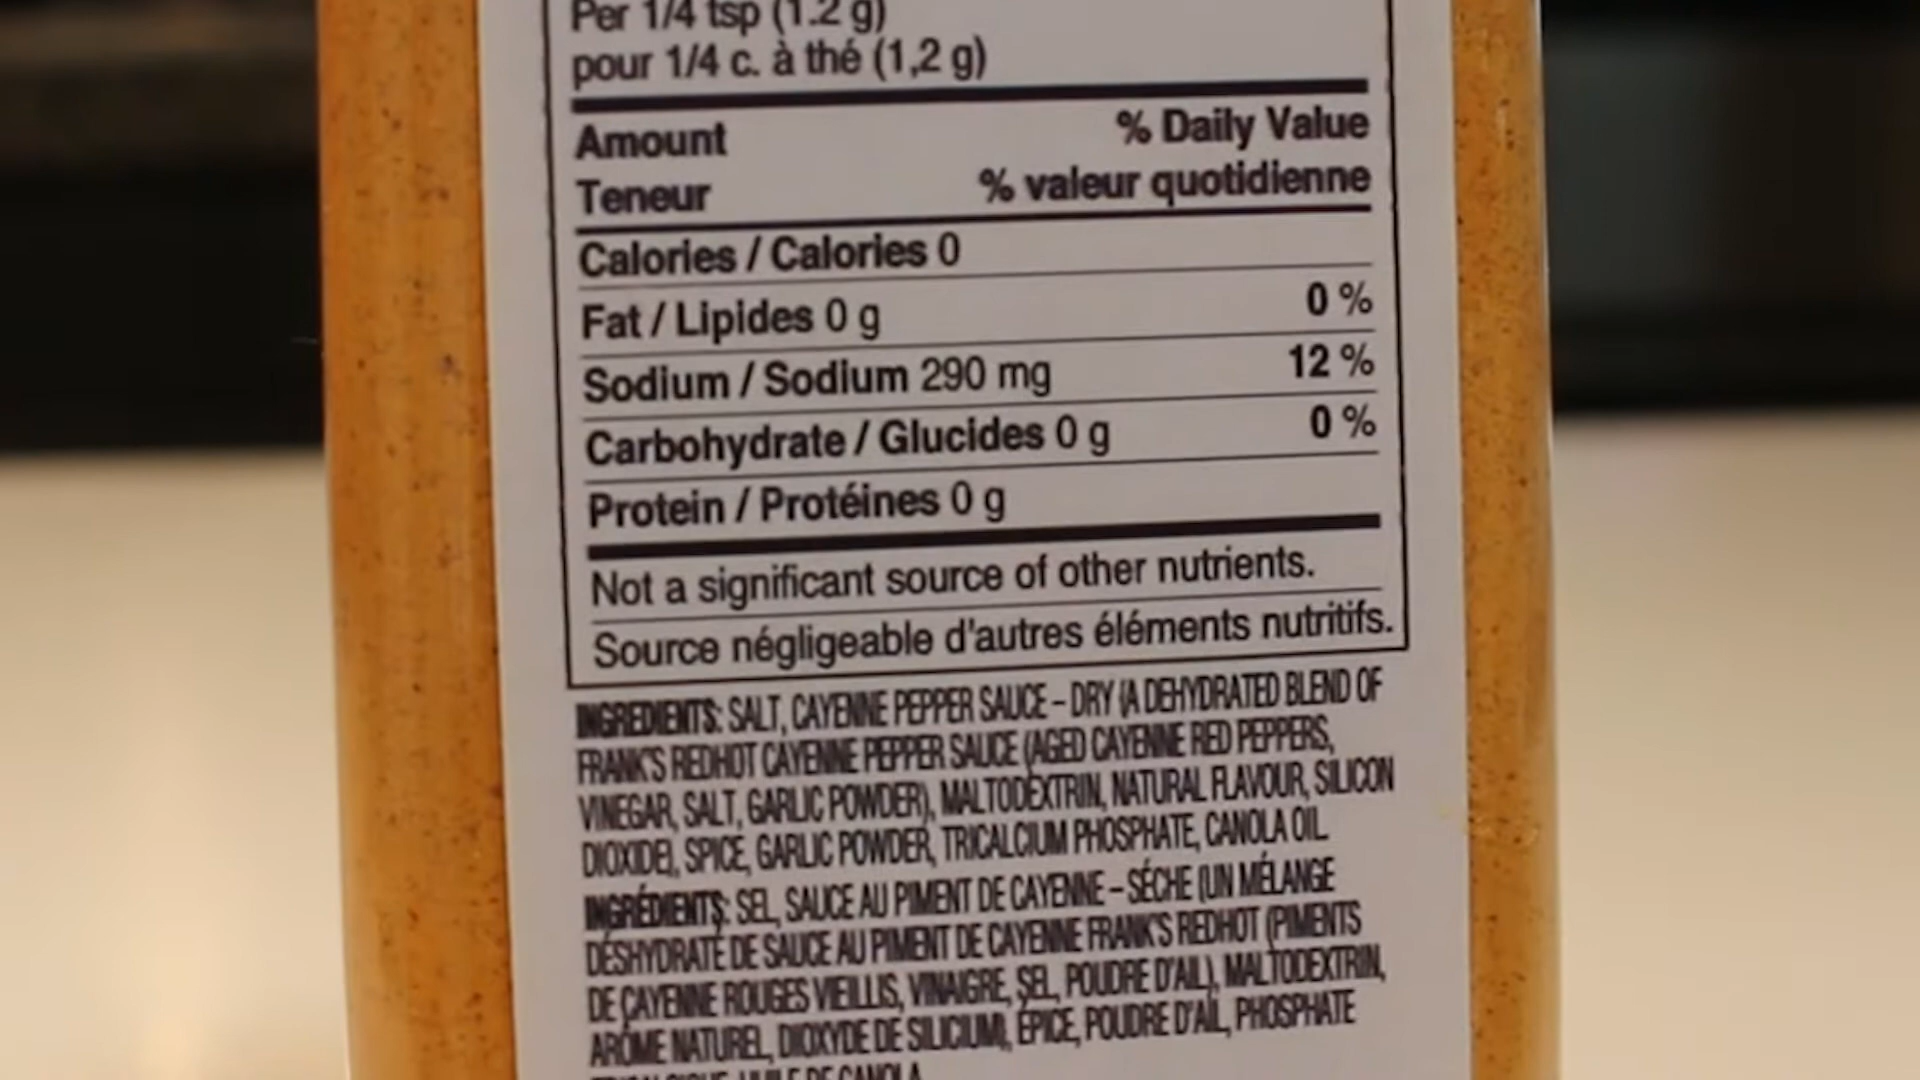 Per 1/4 tsp (1.2 g)
pour 1/4 c. à thé (1,2 g)
Amount % Daily Value
Teneur % valeur quotidienne
Calories / Calories 0
Fat / Lipides 0 g 0 %
Sodium / Sodium 290 mg 12 %
Carbohydrate / Glucides 0 g 0 %
Protein / Protéines 0 g
Not a significant source of other nutrients.
Source négligeable d'autres éléments nutritifs.
INGREDIENTS: SALT, CAYENNE PEPPER SAUCE – DRY (A DEHYDRATED BLEND OF
FRANK'S REDHOT CAYENNE PEPPER SAUCE (AGED CAYENNE RED PEPPERS,
VINEGAR, SALT, GARLIC POWDER), MALTODEXTRIN, NATURAL FLAVOUR, SILICON
DIOXIDE), SPICE, GARLIC POWDER, TRICALCIUM PHOSPHATE, CANOLA OIL
INGRÉDIENTS: SEL, SAUCE AU PIMENT DE CAYENNE – SÉCHE (UN MÉLANGE
DÉSHYDRATÉ DE SAUCE AU PIMENT DE CAYENNE FRANK'S REDHOT (PIMENTS
DE CAYENNE ROUGES VIEILLIS, VINAIGRE, SEL, POUDRE D'AIL), MALTODEXTRIN,
ARÔME NATUREL, DIOXYDE DE SILICIUM), ÉPICE, POUDRE D'AIL, PHOSPHATE
HUILE DE CANOLA